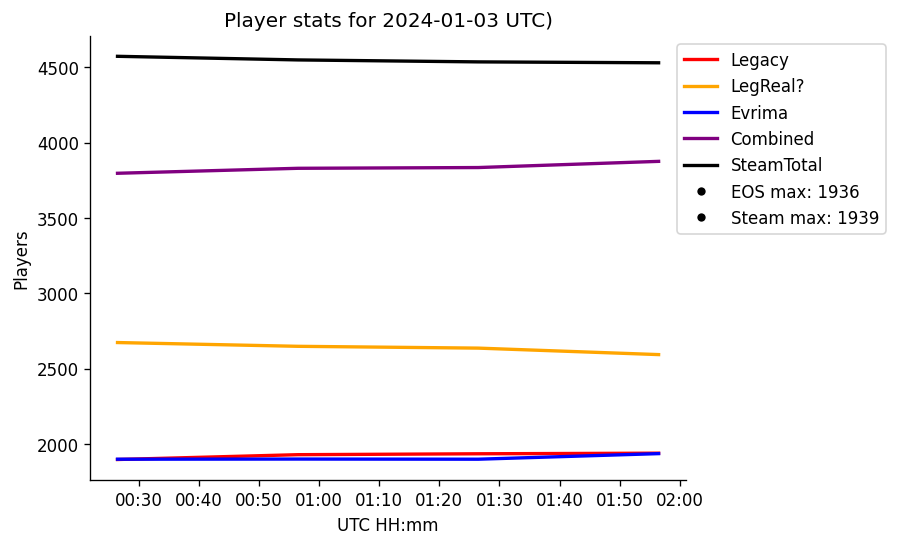 Player stats for 2024-01-03 UTC)
4500
4000
3500
3000
2500
2000
Players
00:30 00:40 00:50 01:00 01:10 01:20 01:30 01:40 01:50 02:00
UTC HH:mm
Legacy
LegReal?
Evrima
Combined
SteamTotal
EOS max: 1936
Steam max: 1939